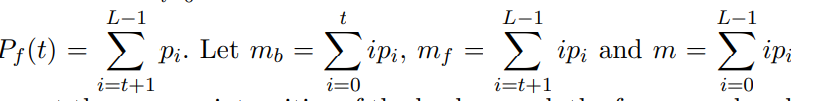 P_f(t) = \sum_{i=t+1}^{L-1} p_i. Let m_b = \sum_{i=0}^{t} ip_i, m_f = \sum_{i=t+1}^{L-1} ip_i and m = \sum_{i=0}^{L-1} ip_i